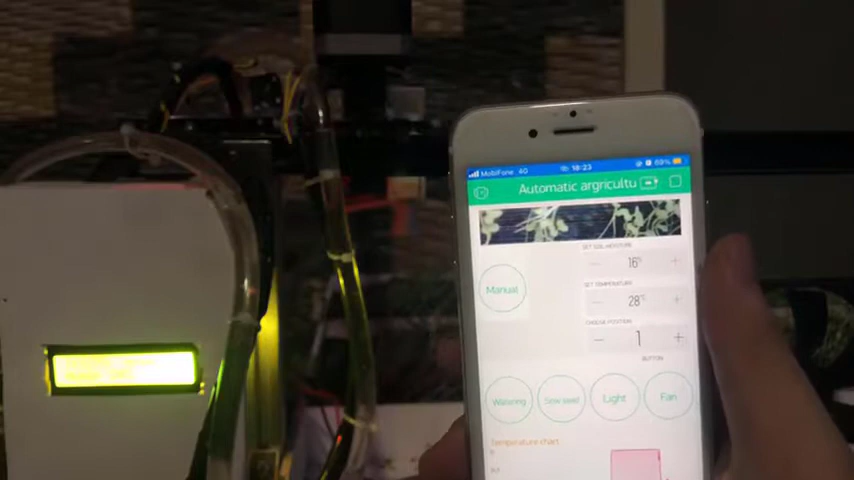 MobiFone 4G 18:23 69%
Automatic argricultu
SET SOIL MOISTURE
16%
Manual
SET TEMPERATURE
28°C
CHOOSE POSITION
1
BUTTON
Watering Sow seed Light Fan
Temperature chart